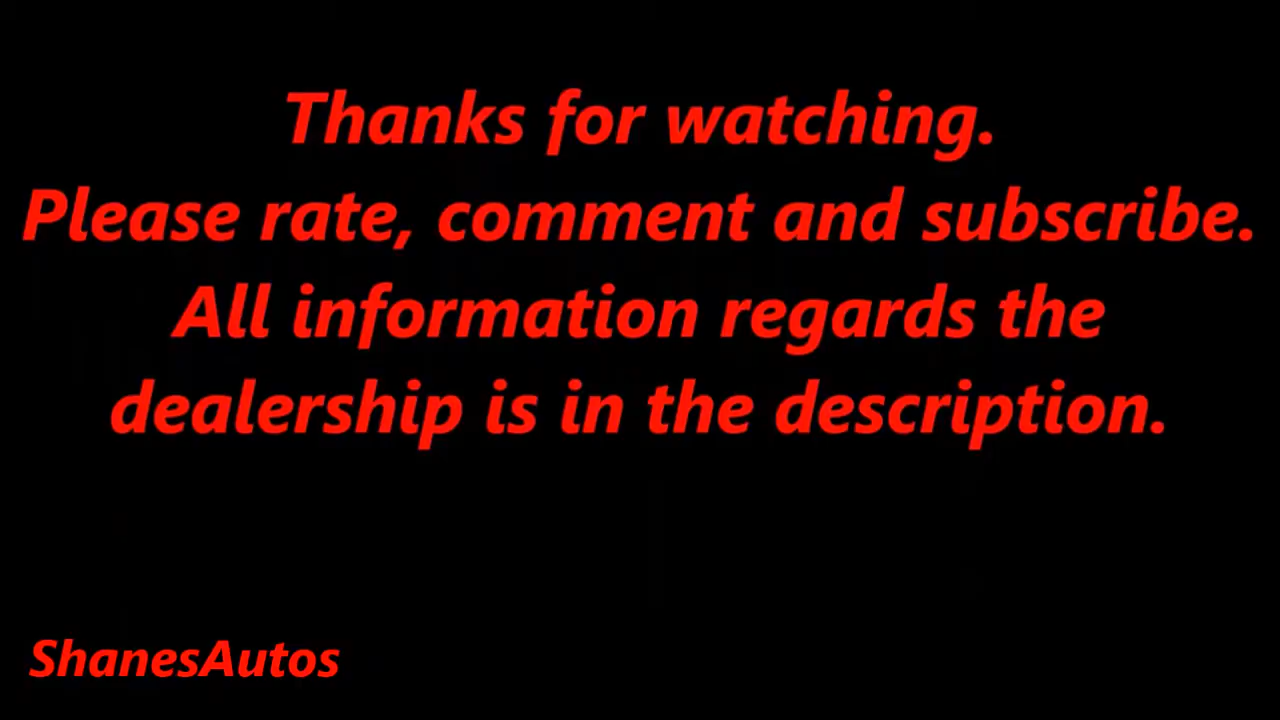 Thanks for watching.
Please rate, comment and subscribe.
All information regards the
dealership is in the description.
ShanesAutos